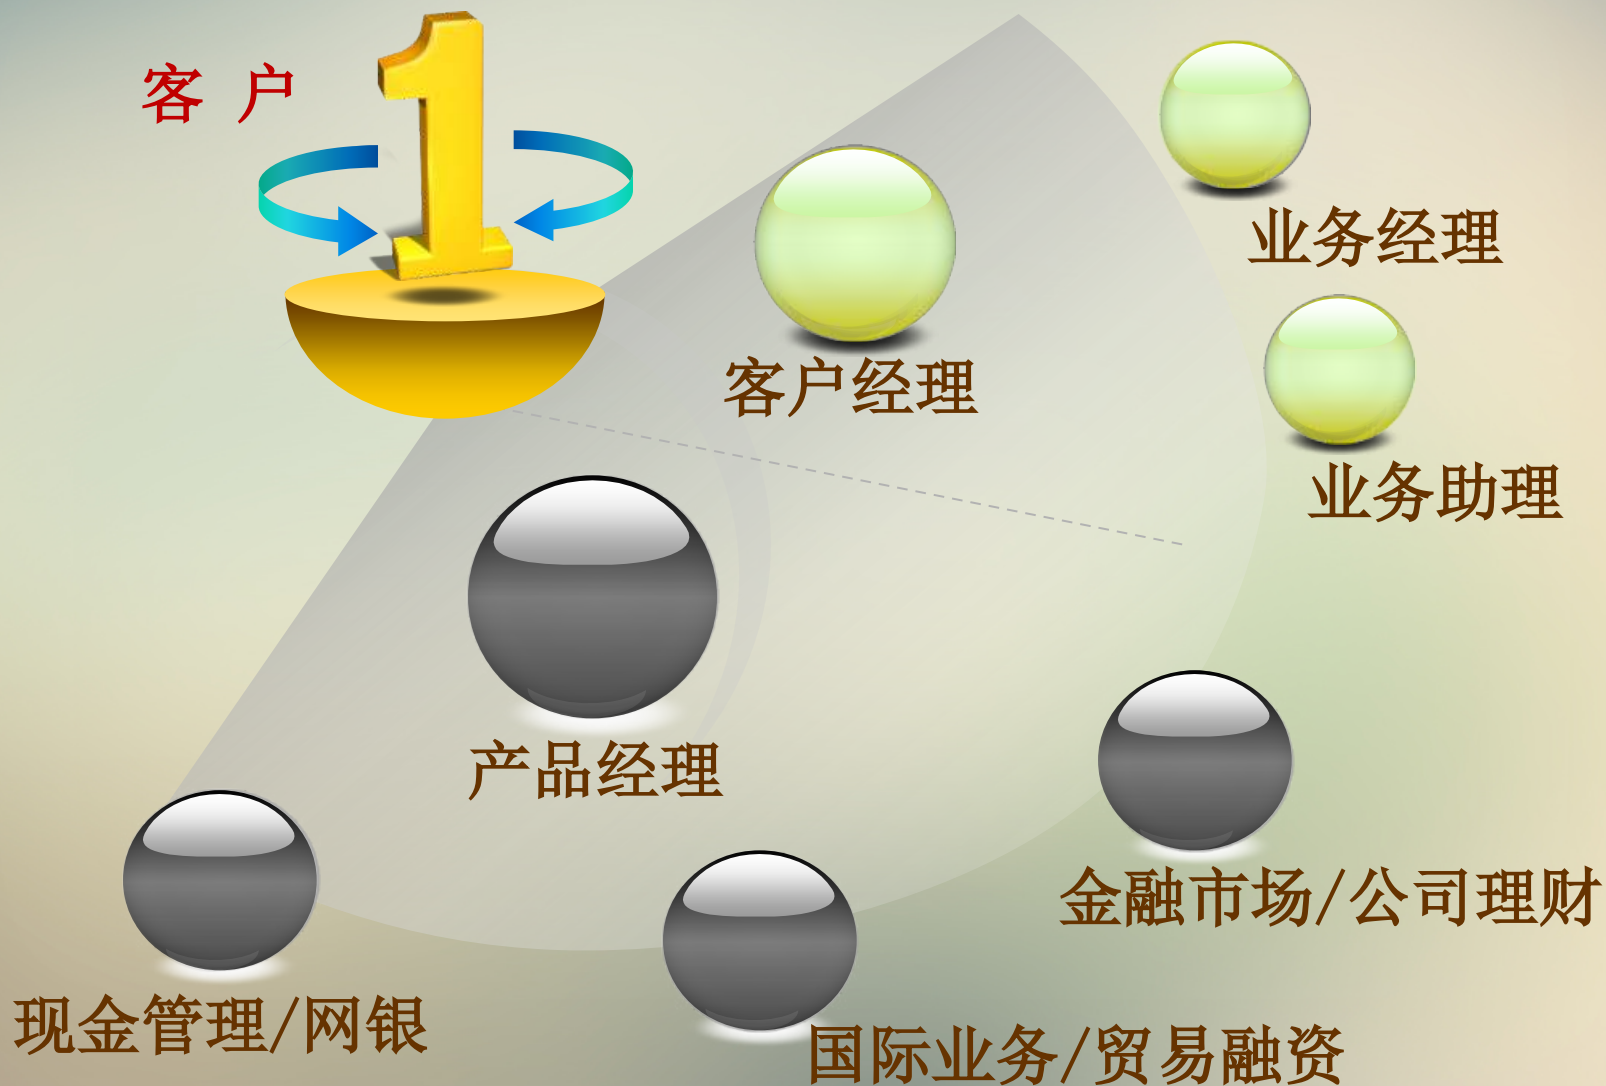 客 户
1
业务经理
客户经理
业务助理
产品经理
金融市场/公司理财
现金管理/网银
国际业务/贸易融资